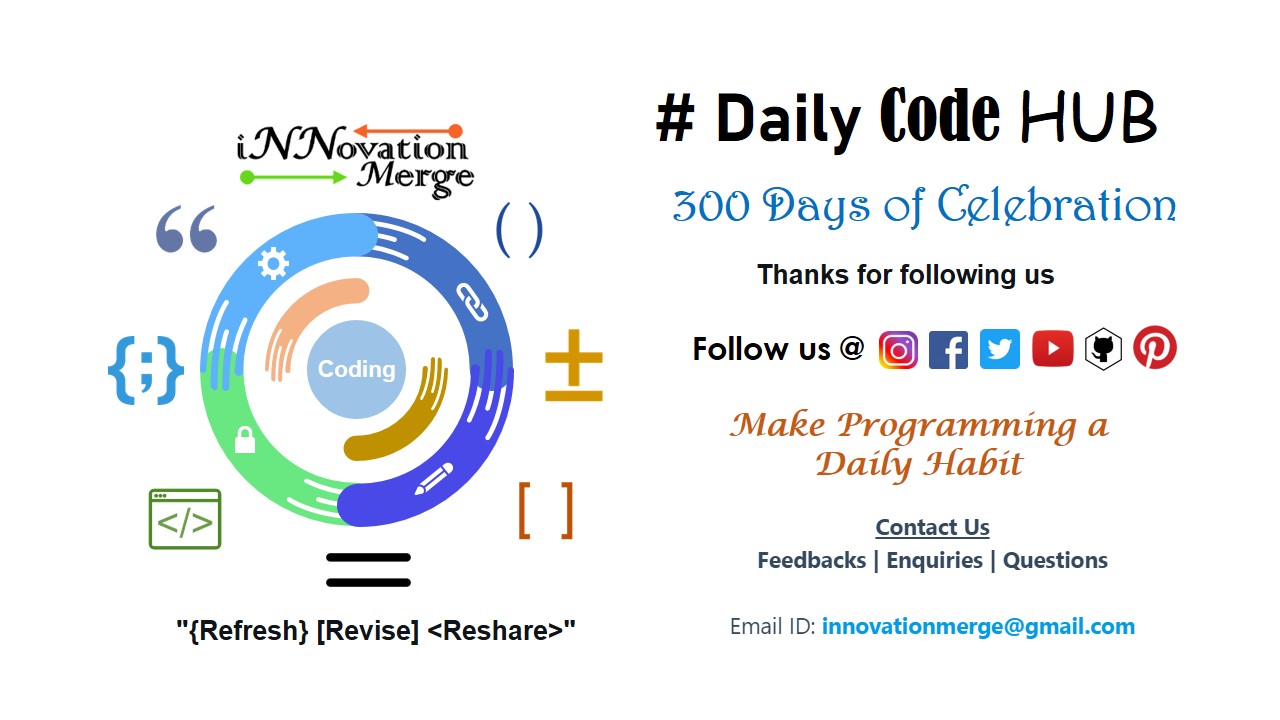 iNNovation
Merge
“
( )
{;}
Coding
±
</>
[ ]
=
"{Refresh} [Revise] <Reshare>"
# Daily Code HUB
300 Days of Celebration
Thanks for following us
Follow us @
Make Programming a
Daily Habit
Contact Us
Feedbacks | Enquiries | Questions
Email ID: innovationmerge@gmail.com